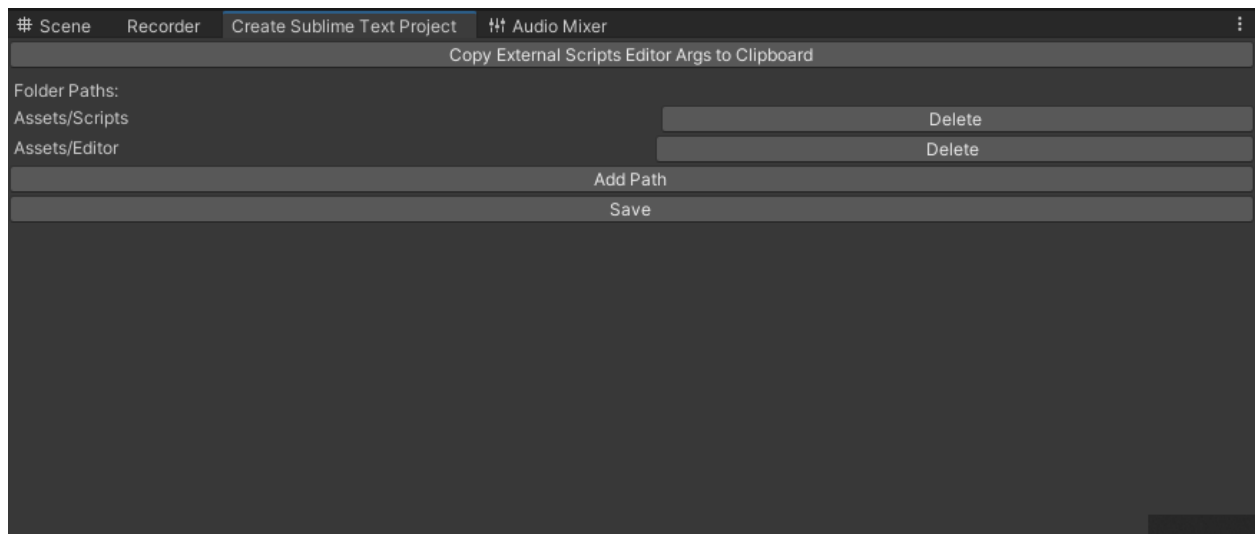 Scene Recorder Create Sublime Text Project Audio Mixer
Copy External Scripts Editor Args to Clipboard
Folder Paths:
Assets/Scripts Delete
Assets/Editor Delete
Add Path
Save